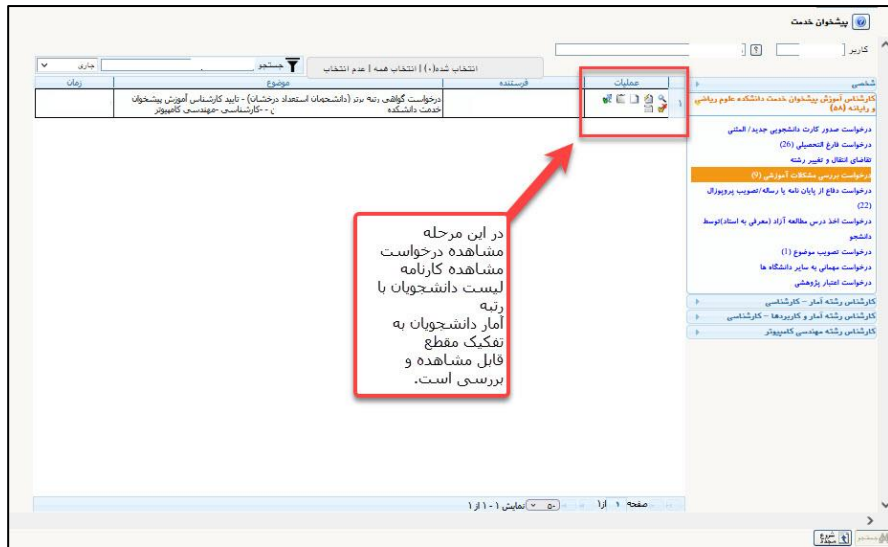 پیشخوان خدمت
کاربر
جاری
جستجو
انتخاب شده(۰) | انتخاب همه | عدم انتخاب
عملیات
فرستنده
موضوع
زمان
۱
درخواست گواهی رتبه برتر (دانشجویان استعداد درخشان) - تایید کارشناس آموزش پیشخوان
خدمت دانشکده
- -کارشناسی -مهندسی کامپیوتر
شخصی
کارشناس آموزش پیشخوان خدمت دانشکده علوم ریاضی
و رایانه (۵۸)
درخواست صدور کارت دانشجویی جدید/ المثنی
درخواست فارغ التحصیلی (26)
تقاضای انتقال و تغییر رشته
درخواست بررسی مشکلات آموزشی (9)
درخواست دفاع از پایان نامه یا رساله/تصویب پروپوزال
(22)
درخواست اخذ درس مطالعه آزاد (معرفی به استاد)توسط
دانشجو
درخواست تصویب موضوع (1)
درخواست مهمانی به سایر دانشگاه ها
درخواست اعتبار پژوهشی
کارشناس رشته آمار – کارشناسی
کارشناس رشته آمار و کاربردها – کارشناسی
کارشناس رشته مهندسی کامپیوتر
در این مرحله
مشاهده درخواست
مشاهده کارنامه
لیست دانشجویان با
رتبه
آمار دانشجویان به
تفکیک مقطع
قابل مشاهده و
بررسی است.
صفحه ۱ از۱
۵۰
نمایش ۱ - ۱ از ۱
جستجو
شروع مجدد